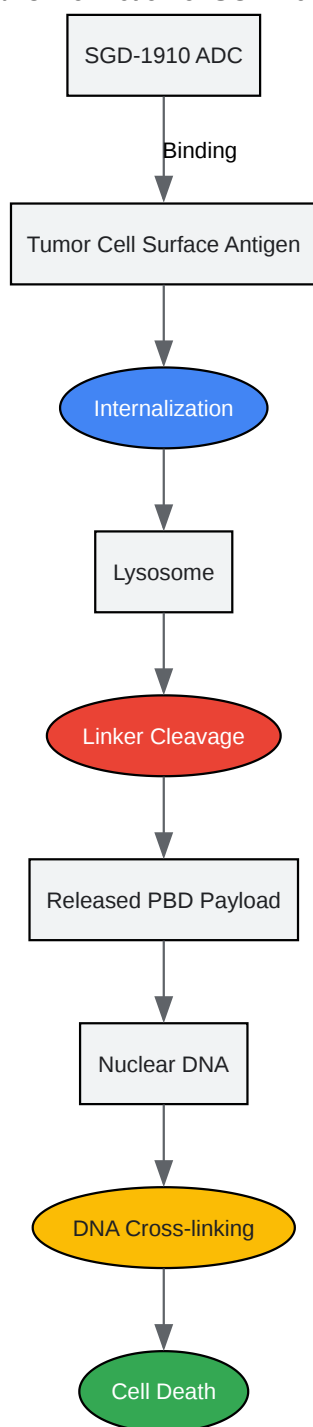 SGD-1910 ADC
Binding
Tumor Cell Surface Antigen
Internalization
Lysosome
Linker Cleavage
Released PBD Payload
Nuclear DNA
DNA Cross-linking
Cell Death